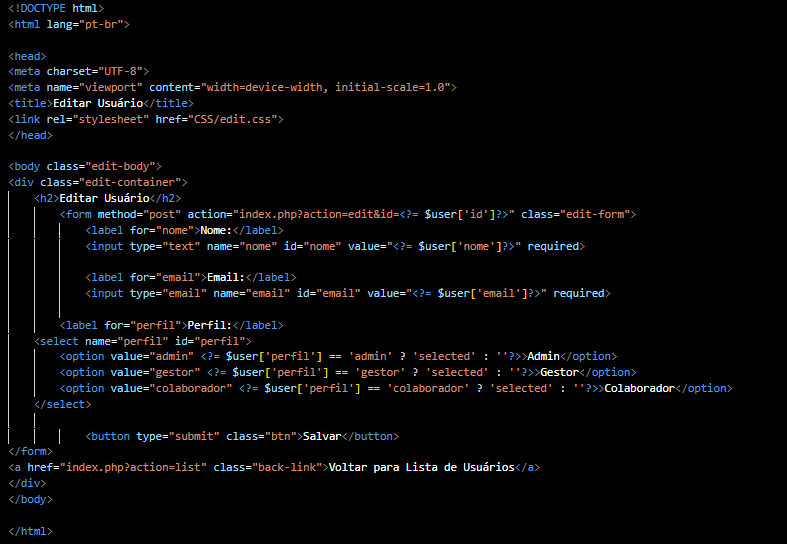 <!DOCTYPE html>
<html lang="pt-br">
<head>
<meta charset="UTF-8">
<meta name="viewport" content="width=device-width, initial-scale=1.0">
<title>Editar Usuário</title>
<link rel="stylesheet" href="CSS/edit.css">
</head>
<body class="edit-body">
<div class="edit-container">
<h2>Editar Usuário</h2>
<form method="post" action="index.php?action=edit&id=<?= $user['id']?>" class="edit-form">
<label for="nome">Nome:</label>
<input type="text" name="nome" id="nome" value="<?= $user['nome']?>" required>
<label for="email">Email:</label>
<input type="email" name="email" id="email" value="<?= $user['email']?>" required>
<label for="perfil">Perfil:</label>
<select name="perfil" id="perfil">
<option value="admin" <?= $user['perfil'] == 'admin' ? 'selected' : ''?>>Admin</option>
<option value="gestor" <?= $user['perfil'] == 'gestor' ? 'selected' : ''?>>Gestor</option>
<option value="colaborador" <?= $user['perfil'] == 'colaborador' ? 'selected' : ''?>>Colaborador</option>
</select>
<button type="submit" class="btn">Salvar</button>
</form>
<a href="index.php?action=list" class="back-link">Voltar para Lista de Usuários</a>
</div>
</body>
</html>